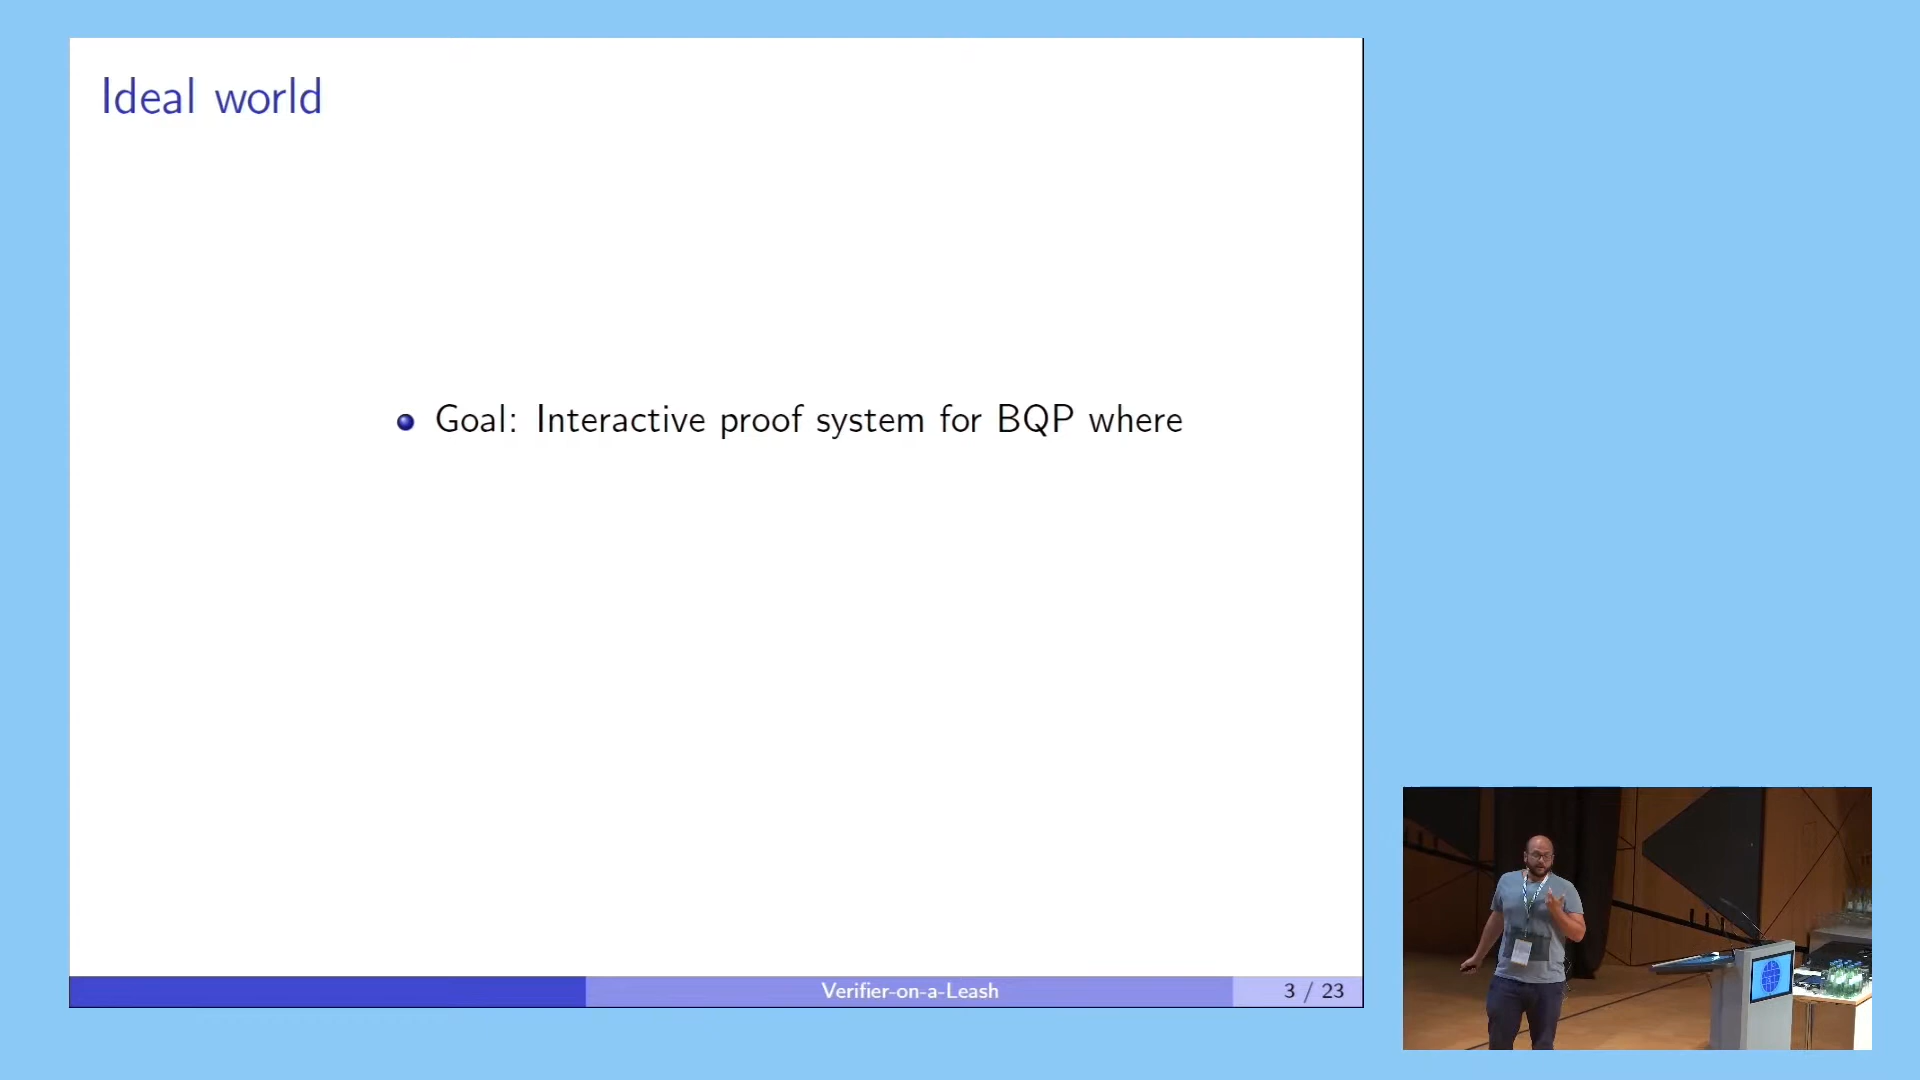 Ideal world
Goal: Interactive proof system for BQP where
Verifier-on-a-Leash
3 / 23